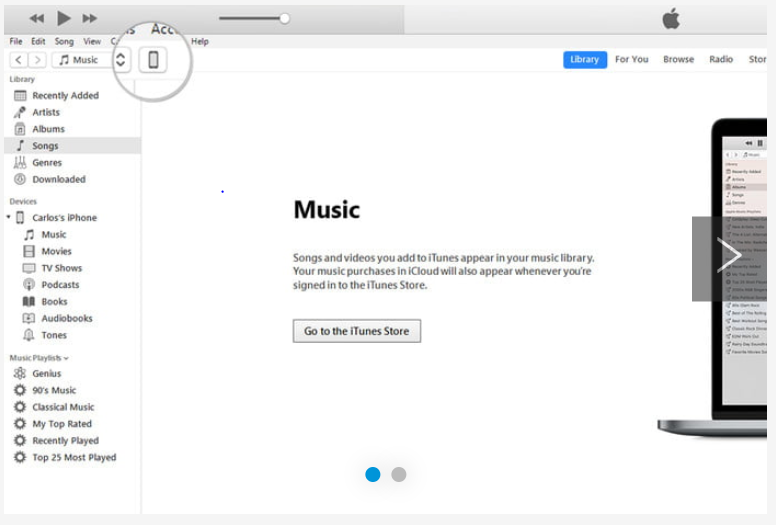 Acc
File Edit Song View Help
Music
Library For You Browse Radio Stor
Library
Recently Added
Artists
Albums
Songs
Genres
Downloaded
Devices
Carlos's iPhone
Music
Movies
TV Shows
Podcasts
Books
Audiobooks
Tones
Music Playlists
Genius
90's Music
Classical Music
My Top Rated
Recently Played
Top 25 Most Played
Music
Songs and videos you add to iTunes appear in your music library.
Your music purchases in iCloud will also appear whenever you're
signed in to the iTunes Store.
Go to the iTunes Store